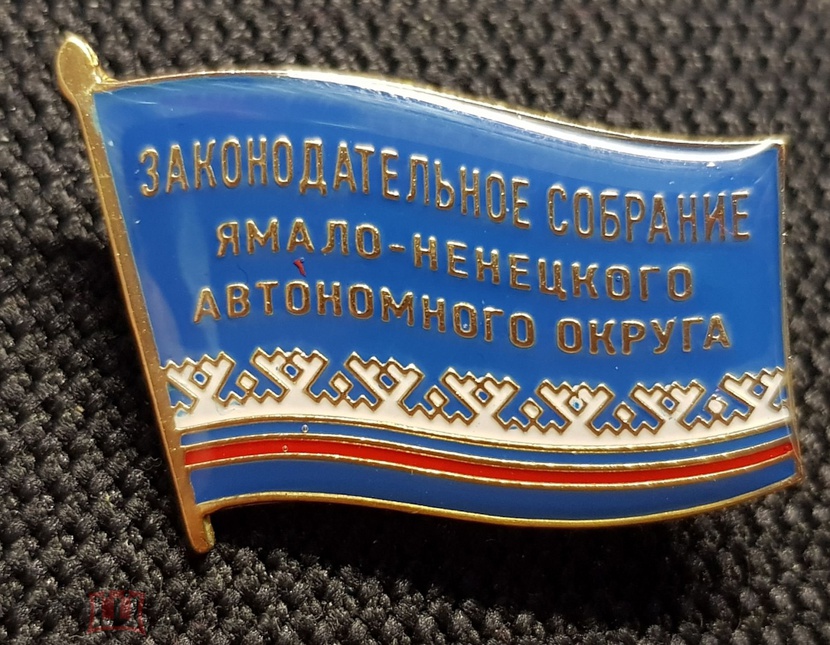 ЗАКОНОДАТЕЛЬНОЕ СОБРАНИЕ
ЯМАЛО-НЕНЕЦКОГО
АВТОНОМНОГО ОКРУГА